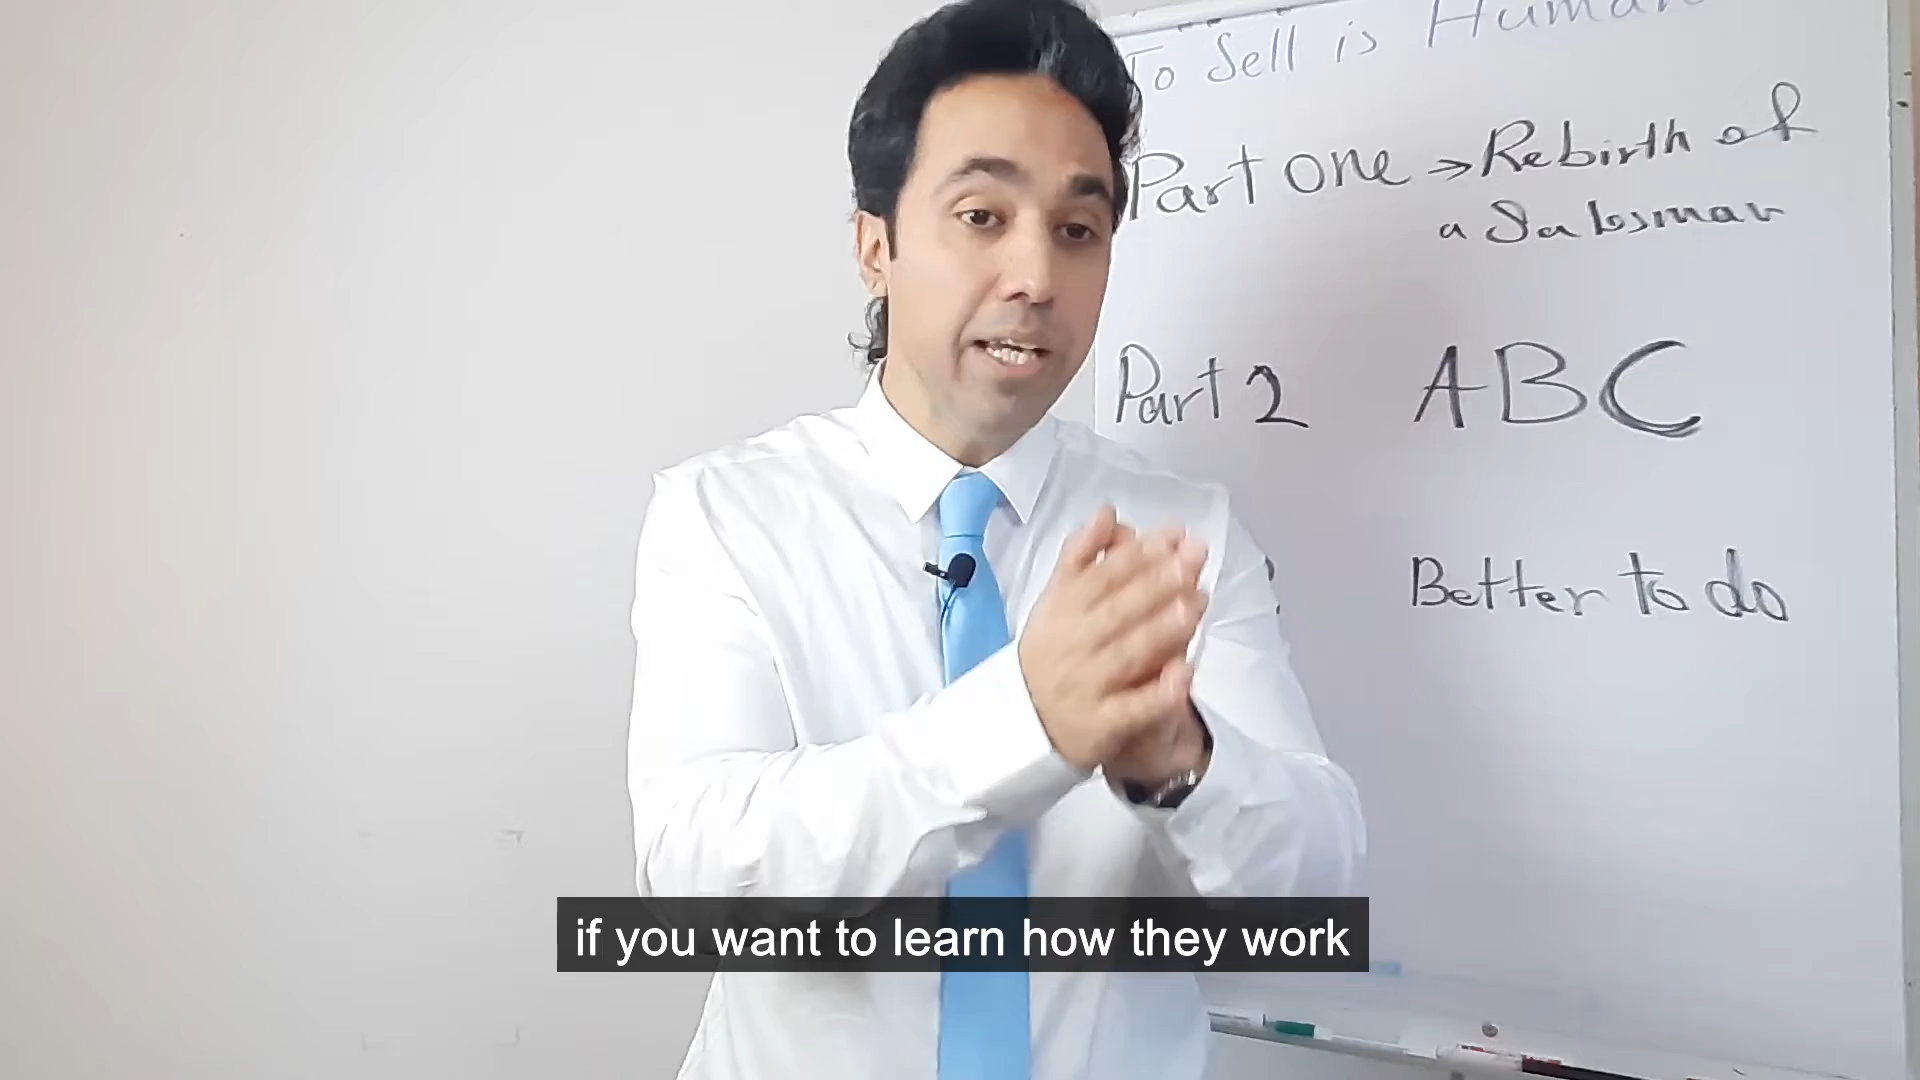 To Sell is Human
Part one → Rebirth of
a Salesman
Part 2 ABC
Better to do
if you want to learn how they work